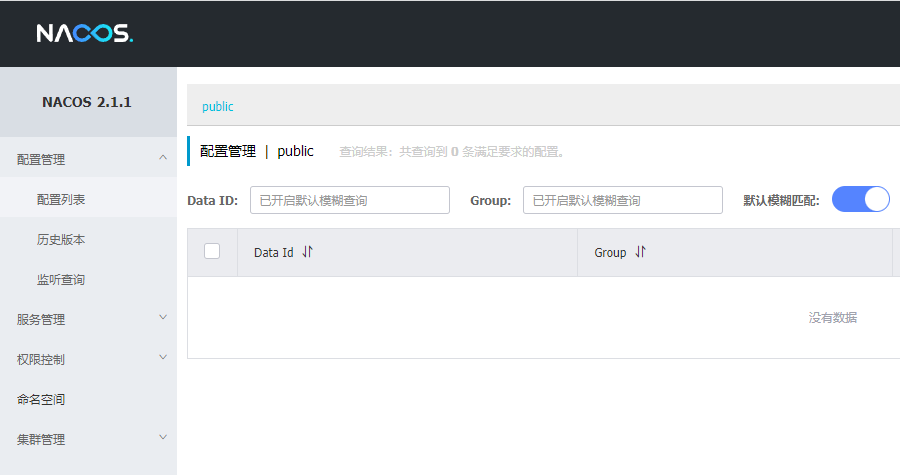 NACOS.
NACOS 2.1.1
public
配置管理
配置管理 | public 查询结果：共查询到 0 条满足要求的配置。
配置列表
Data ID: 已开启默认模糊查询 Group: 已开启默认模糊查询 默认模糊匹配:
历史版本
Data Id Group
监听查询
服务管理
没有数据
权限控制
命名空间
集群管理